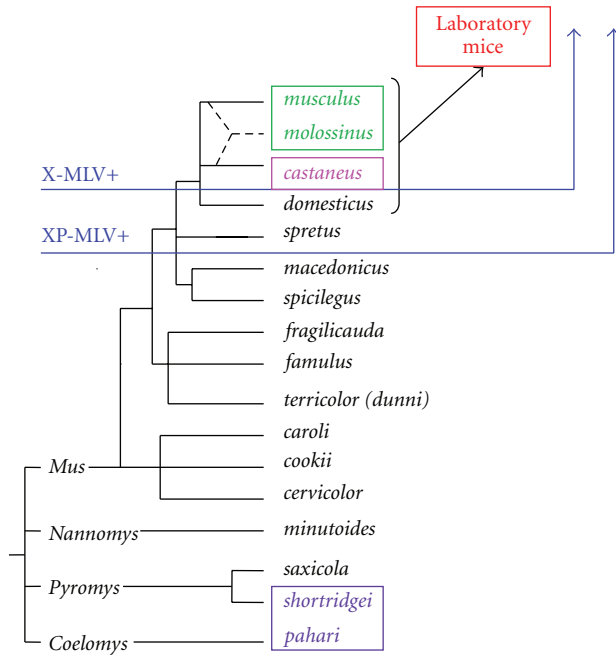 Laboratory
mice
musculus
molossinus
X-MLV+
castaneus
domesticus
XP-MLV+
spretus
macedonicus
spicilegus
fragilicauda
famulus
terricolor (dunni)
caroli
Mus
cookii
cervicolor
Nannomys
minutoides
saxicola
Pyromys
shortridgei
Coelomys
pahari